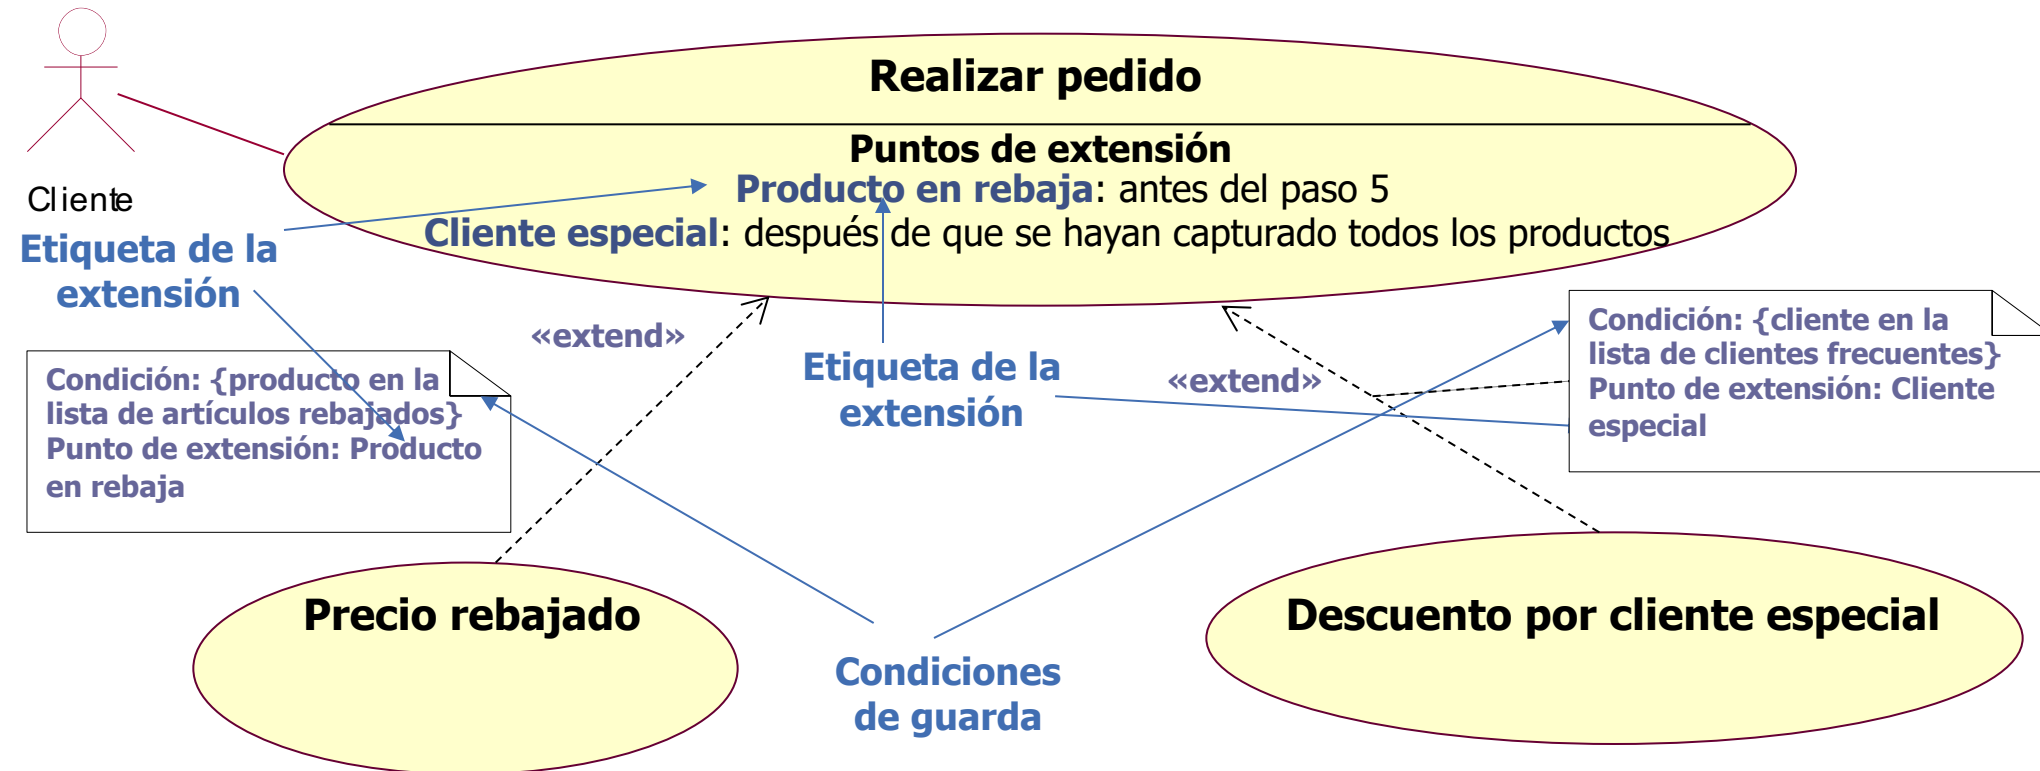 Realizar pedido
Puntos de extensión
Producto en rebaja: antes del paso 5
Cliente especial: después de que se hayan capturado todos los productos
Cliente
Etiqueta de la
extensión
«extend»
Condición: {producto en la
lista de artículos rebajados}
Punto de extensión: Producto
en rebaja
Etiqueta de la
extensión
«extend»
Condición: {cliente en la
lista de clientes frecuentes}
Punto de extensión: Cliente
especial
Precio rebajado
Descuento por cliente especial
Condiciones
de guarda